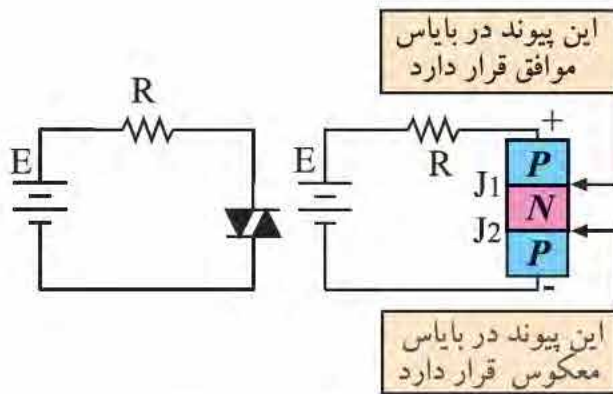 این پیوند در بایاس
موافق قرار دارد
R
E
R
E
+
P
J1
N
J2
P
-
این پیوند در بایاس
معکوس قرار دارد